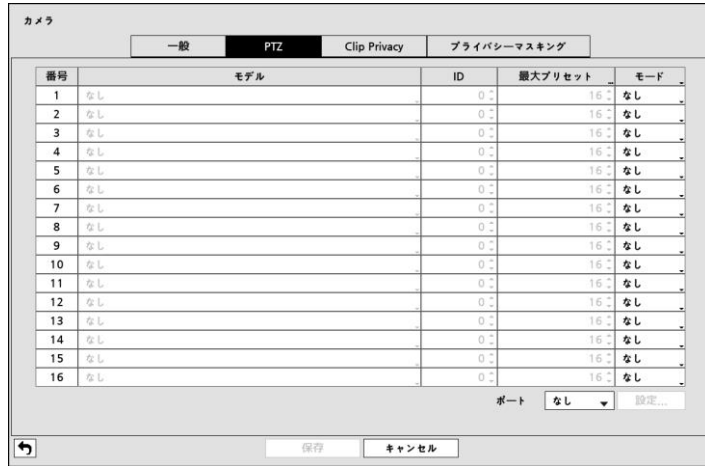 カメラ
一般 PTZ Clip Privacy プライバシーマスキング
番号 モデル ID 最大プリセット ... モード
1 なし 0 16 なし
2 なし 0 16 なし
3 なし 0 16 なし
4 なし 0 16 なし
5 なし 0 16 なし
6 なし 0 16 なし
7 なし 0 16 なし
8 なし 0 16 なし
9 なし 0 16 なし
10 なし 0 16 なし
11 なし 0 16 なし
12 なし 0 16 なし
13 なし 0 16 なし
14 なし 0 16 なし
15 なし 0 16 なし
16 なし 0 16 なし
ポート なし 設定...
保存 キャンセル